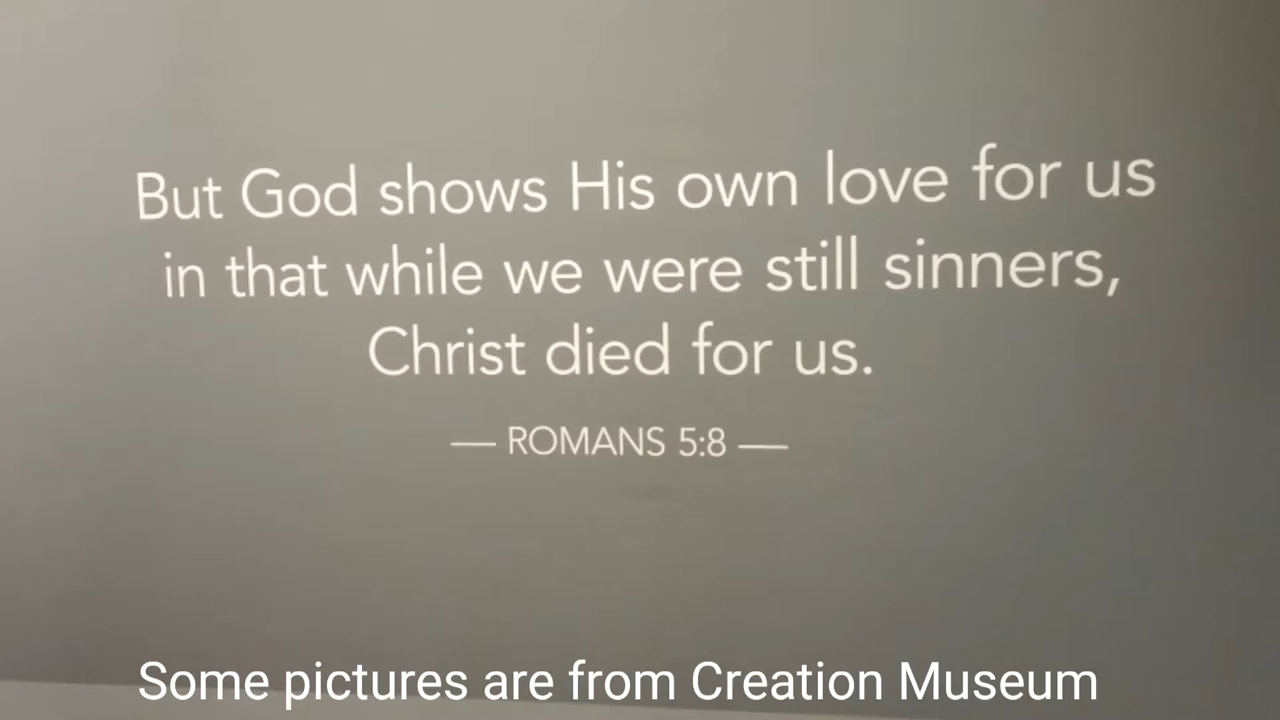 But God shows His own love for us
in that while we were still sinners,
Christ died for us.
— ROMANS 5:8 —
Some pictures are from Creation Museum